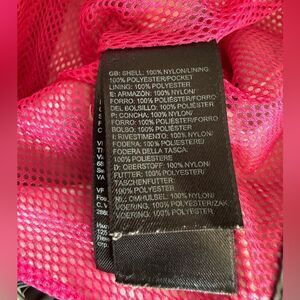 GB: SHELL: 100% NYLON/LINING
100% POLYESTER/POCKET
LINING: 100% POLYESTER
E: ARMAZÓN: 100% NYLON/
FORRO: 100% POLIÉSTER/FORRO
DEL BOLSILLO: 100% POLIÉSTER
P: CONCHA: 100% NYLON/
FORRO: 100% POLIÉSTER/FORRO
BOLSO: 100% POLIÉSTER
I: RIVESTIMENTO: 100% NYLON/
FODERA: 100% POLIESTERE/
FODERA DELLA TASCA:
100% POLIESTERE
D: OBERSTOFF: 100% NYLON/
FUTTER: 100% POLYESTER/
TASCHENFUTTER:
100% POLYESTER
NL: OMHULSEL: 100% NYLON/
VOERING: 100% POLYESTER/ZAK
VOERING: 100% POLYESTER